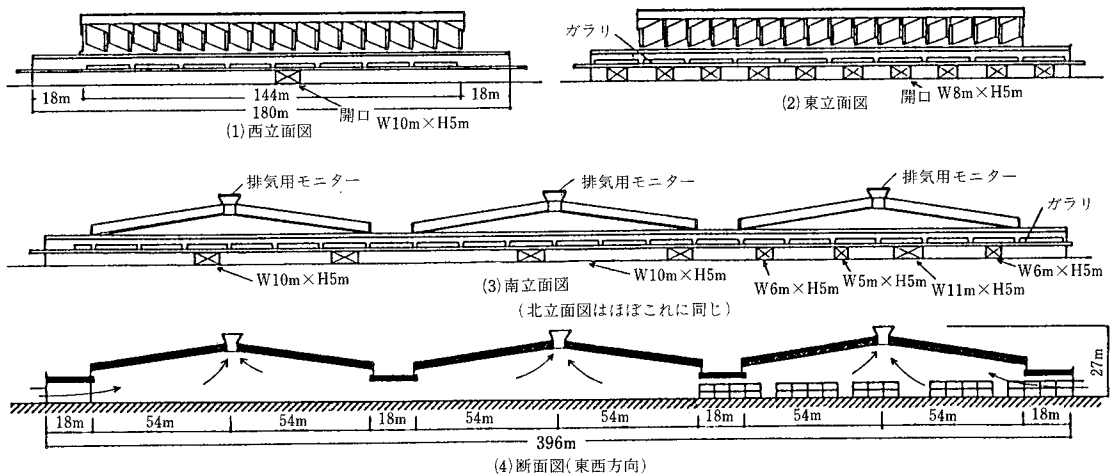 ガラリ
18m
144m
18m
180m
開口
W10m×H5m
(1)西立面図
開口
W8m×H5m
(2)東立面図
排気用モニター
排気用モニター
排気用モニター
ガラリ
W10m×H5m
W10m×H5m
W6m×H5m
W5m×H5m
W11m×H5m
W6m×H5m
(3)南立面図
(北立面図はほぼこれに同じ)
27m
18m
54m
54m
18m
54m
54m
18m
54m
54m
18m
396m
(4)断面図(東西方向)